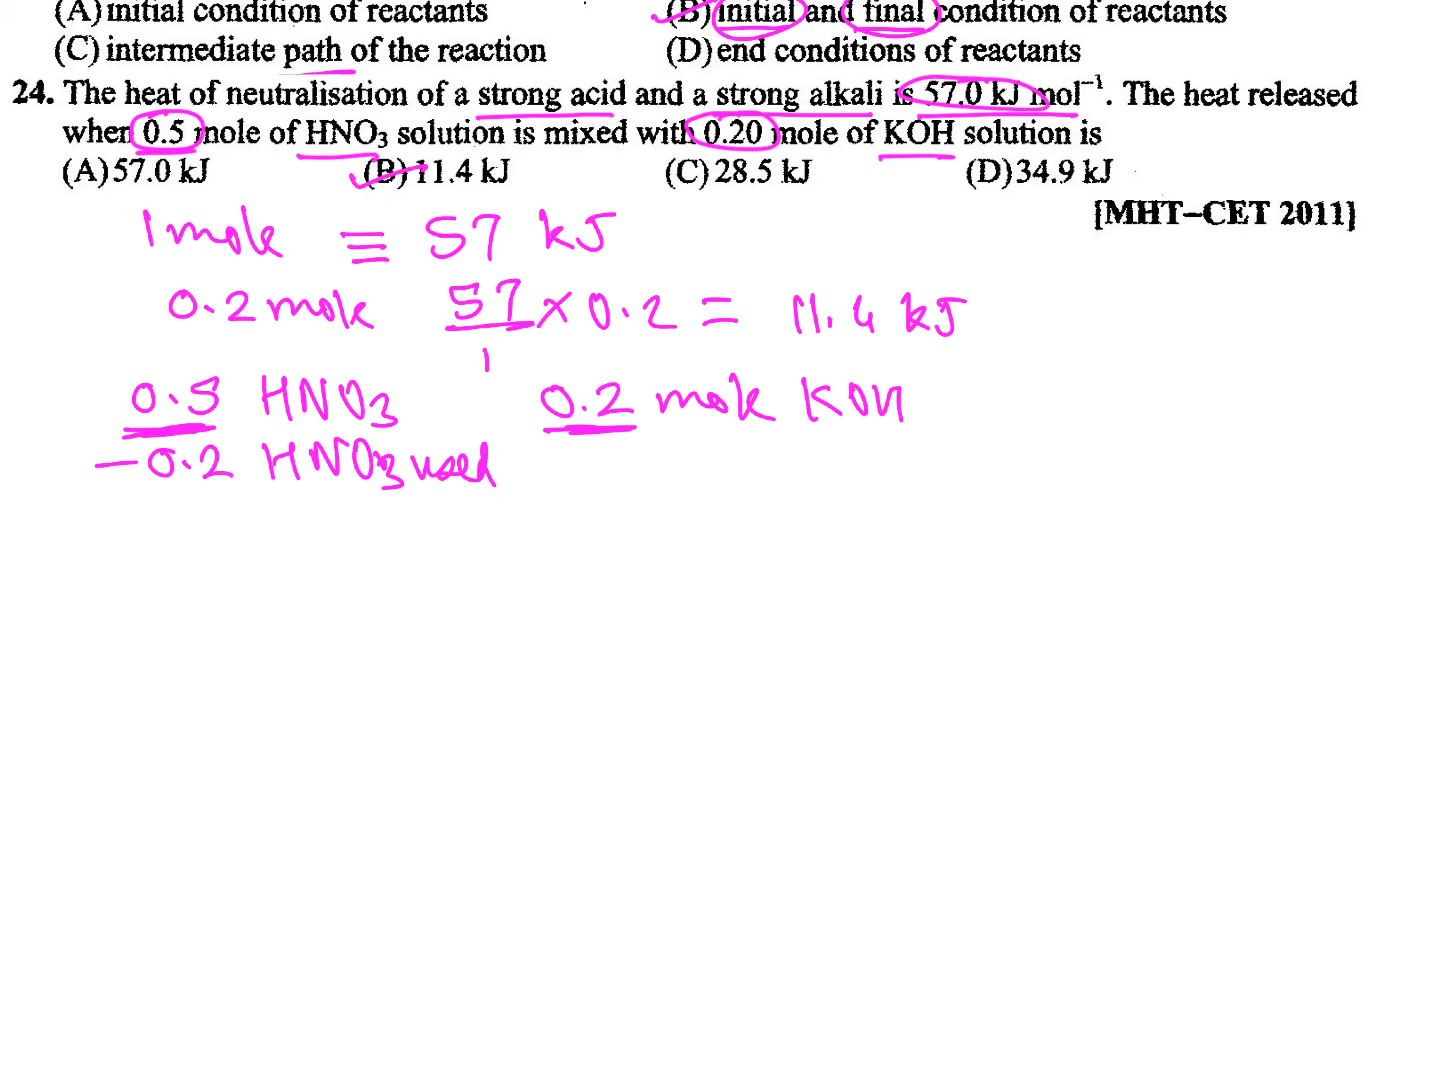 (A) initial condition of reactants (B) initial and final condition of reactants
(C) intermediate path of the reaction (D) end conditions of reactants
24. The heat of neutralisation of a strong acid and a strong alkali is 57.0 kJ mol⁻¹. The heat released
when 0.5 mole of HNO₃ solution is mixed with 0.20 mole of KOH solution is
(A) 57.0 kJ (B) 11.4 kJ (C) 28.5 kJ (D) 34.9 kJ
[MHT–CET 2011]
1 mole ≡ 57 kJ
0.2 mole 57/1 × 0.2 = 11.4 kJ
0.5 HNO3 0.2 mole KOH
– 0.2 HNO3 used